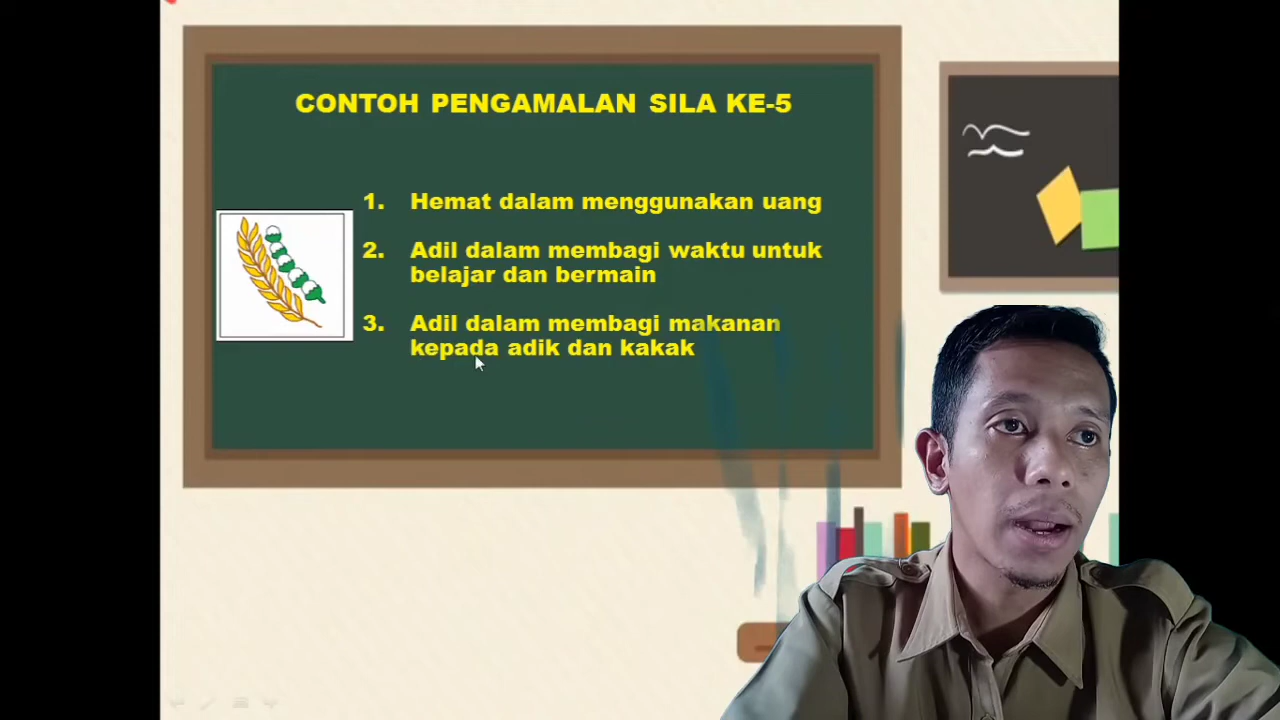 CONTOH PENGAMALAN SILA KE-5
1. Hemat dalam menggunakan uang
2. Adil dalam membagi waktu untuk
belajar dan bermain
3. Adil dalam membagi makanan
kepada adik dan kakak